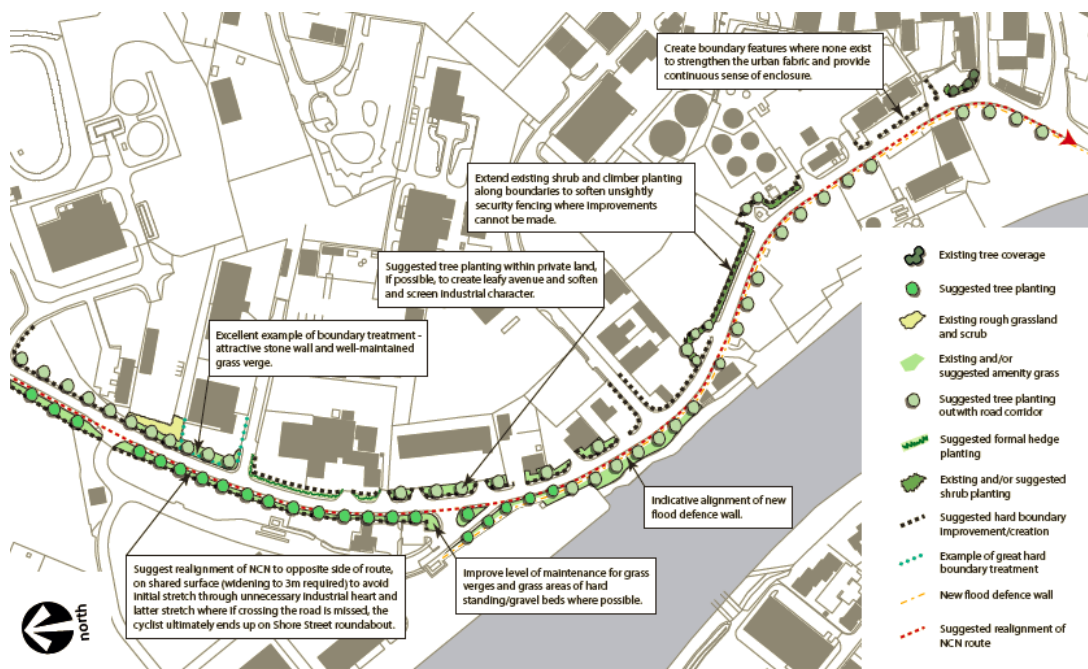 Create boundary features where none exist
to strengthen the urban fabric and provide
continuous sense of enclosure.
Extend existing shrub and climber planting
along boundaries to soften unsightly
security fencing where improvements
cannot be made.
Suggested tree planting within private land,
if possible, to create leafy avenue and soften
and screen industrial character.
Excellent example of boundary treatment -
attractive stone wall and well-maintained
grass verge.
Indicative alignment of new
flood defence wall.
Suggest realignment of NCN to opposite side of route,
on shared surface (widening to 3m required) to avoid
initial stretch through unnecessary industrial heart and
latter stretch where if crossing the road is missed, the
cyclist ultimately ends up on Shore Street roundabout.
Improve level of maintenance for grass
verges and grass areas of hard
standing/gravel beds where possible.
north
Existing tree coverage
Suggested tree planting
Existing rough grassland
and scrub
Existing and/or
suggested amenity grass
Suggested tree planting
outwith road corridor
Suggested formal hedge
planting
Existing and/or suggested
shrub planting
Suggested hard boundary
improvement/creation
Example of great hard
boundary treatment
New flood defence wall
Suggested realignment of
NCN route